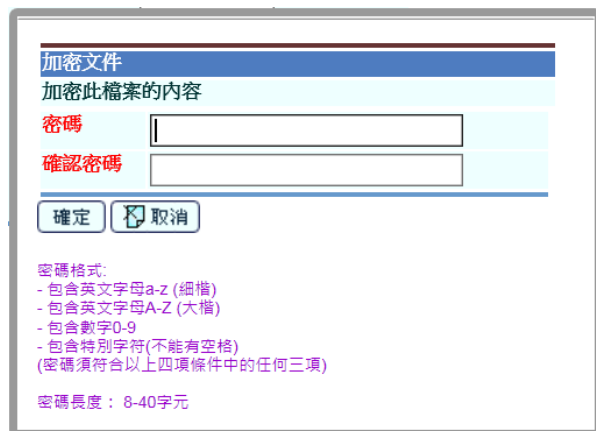 加密文件
加密此檔案的內容
密碼
確認密碼
確定 取消
密碼格式:
- 包含英文字母a-z (細楷)
- 包含英文字母A-Z (大楷)
- 包含數字0-9
- 包含特別字符(不能有空格)
(密碼須符合以上四項條件中的任何三項)
密碼長度： 8-40字元